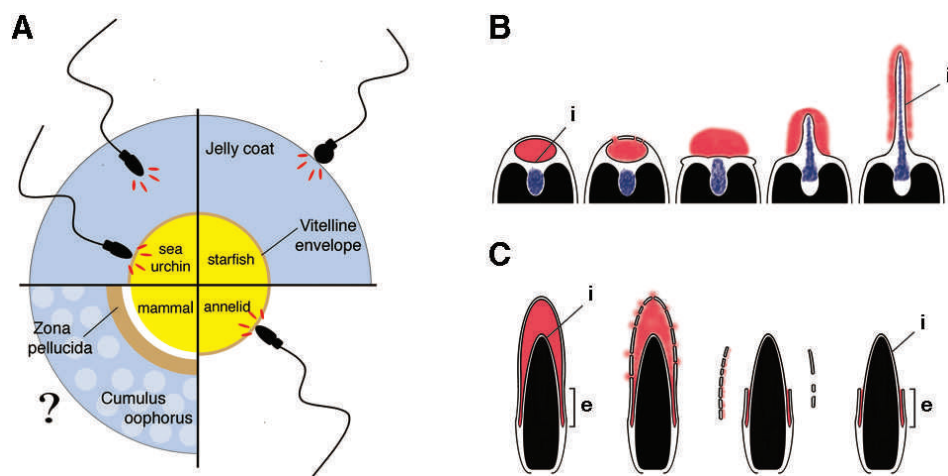 A
Jelly coat
Vitelline
envelope
sea
urchin
starfish
mammal
annelid
Zona
pellucida
Cumulus
oophorus
?
B
i
i
C
i
e
i
e